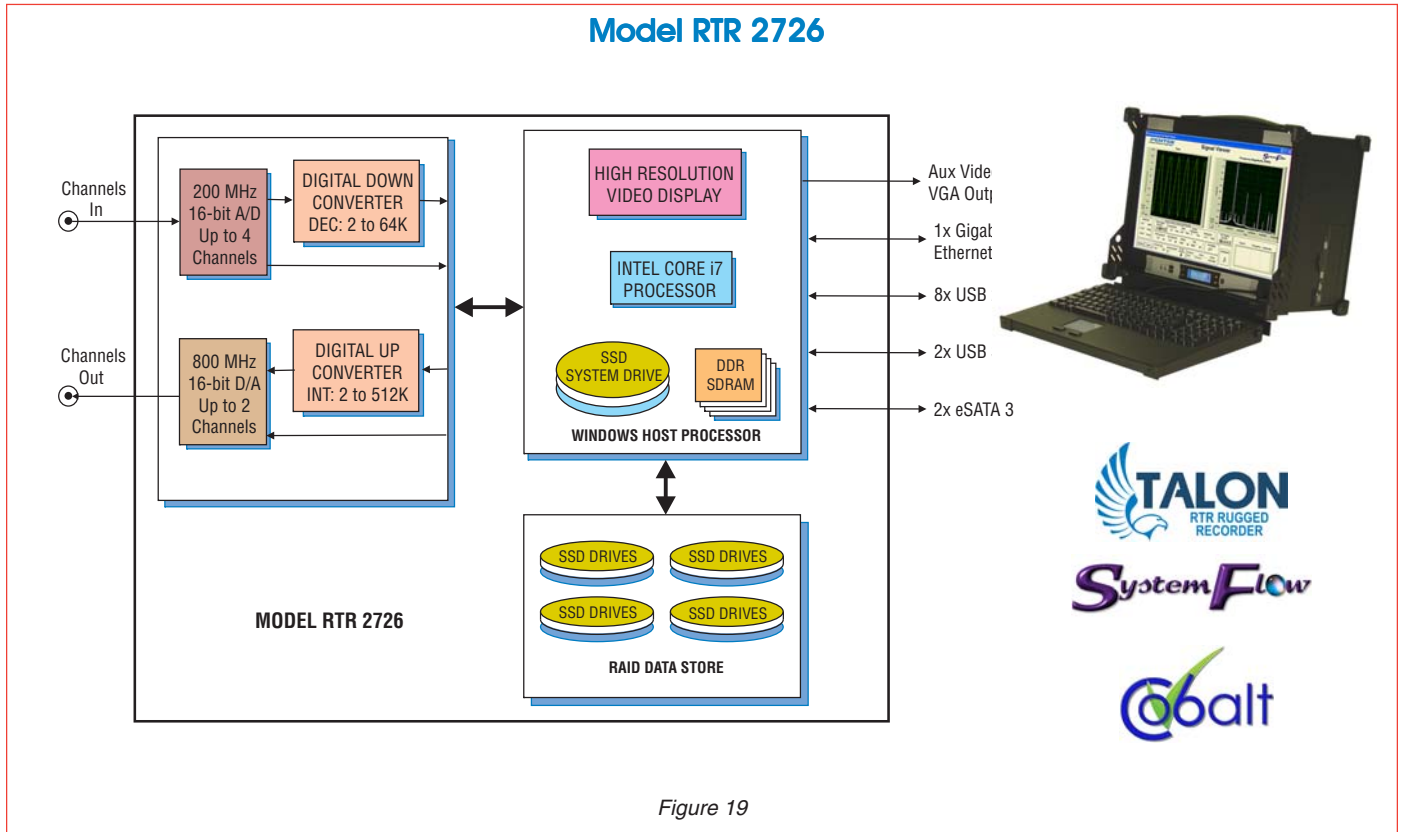 Model RTR 2726
Channels
In
200 MHz
16-bit A/D
Up to 4
Channels
DIGITAL DOWN
CONVERTER
DEC: 2 to 64K
Channels
Out
800 MHz
16-bit D/A
Up to 2
Channels
DIGITAL UP
CONVERTER
INT: 2 to 512K
MODEL RTR 2726
HIGH RESOLUTION
VIDEO DISPLAY
INTEL CORE i7
PROCESSOR
SSD
SYSTEM DRIVE
DDR
SDRAM
WINDOWS HOST PROCESSOR
SSD DRIVES
SSD DRIVES
SSD DRIVES
SSD DRIVES
RAID DATA STORE
Aux Vide
VGA Outp
1x Gigab
Ethernet
8x USB
2x USB
2x eSATA 3
Signal Viewer
SystemFlow
TALON
RTR RUGGED
RECORDER
SystemFlow
Cobalt
Figure 19